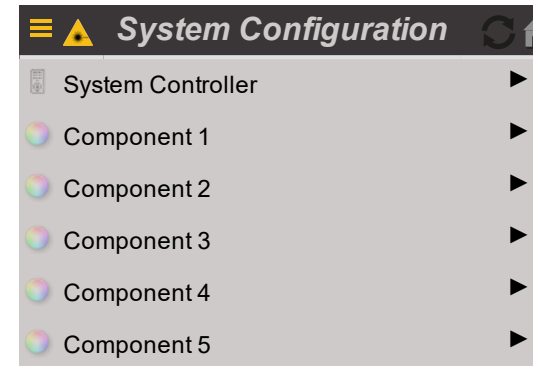 System Configuration
System Controller
Component 1
Component 2
Component 3
Component 4
Component 5